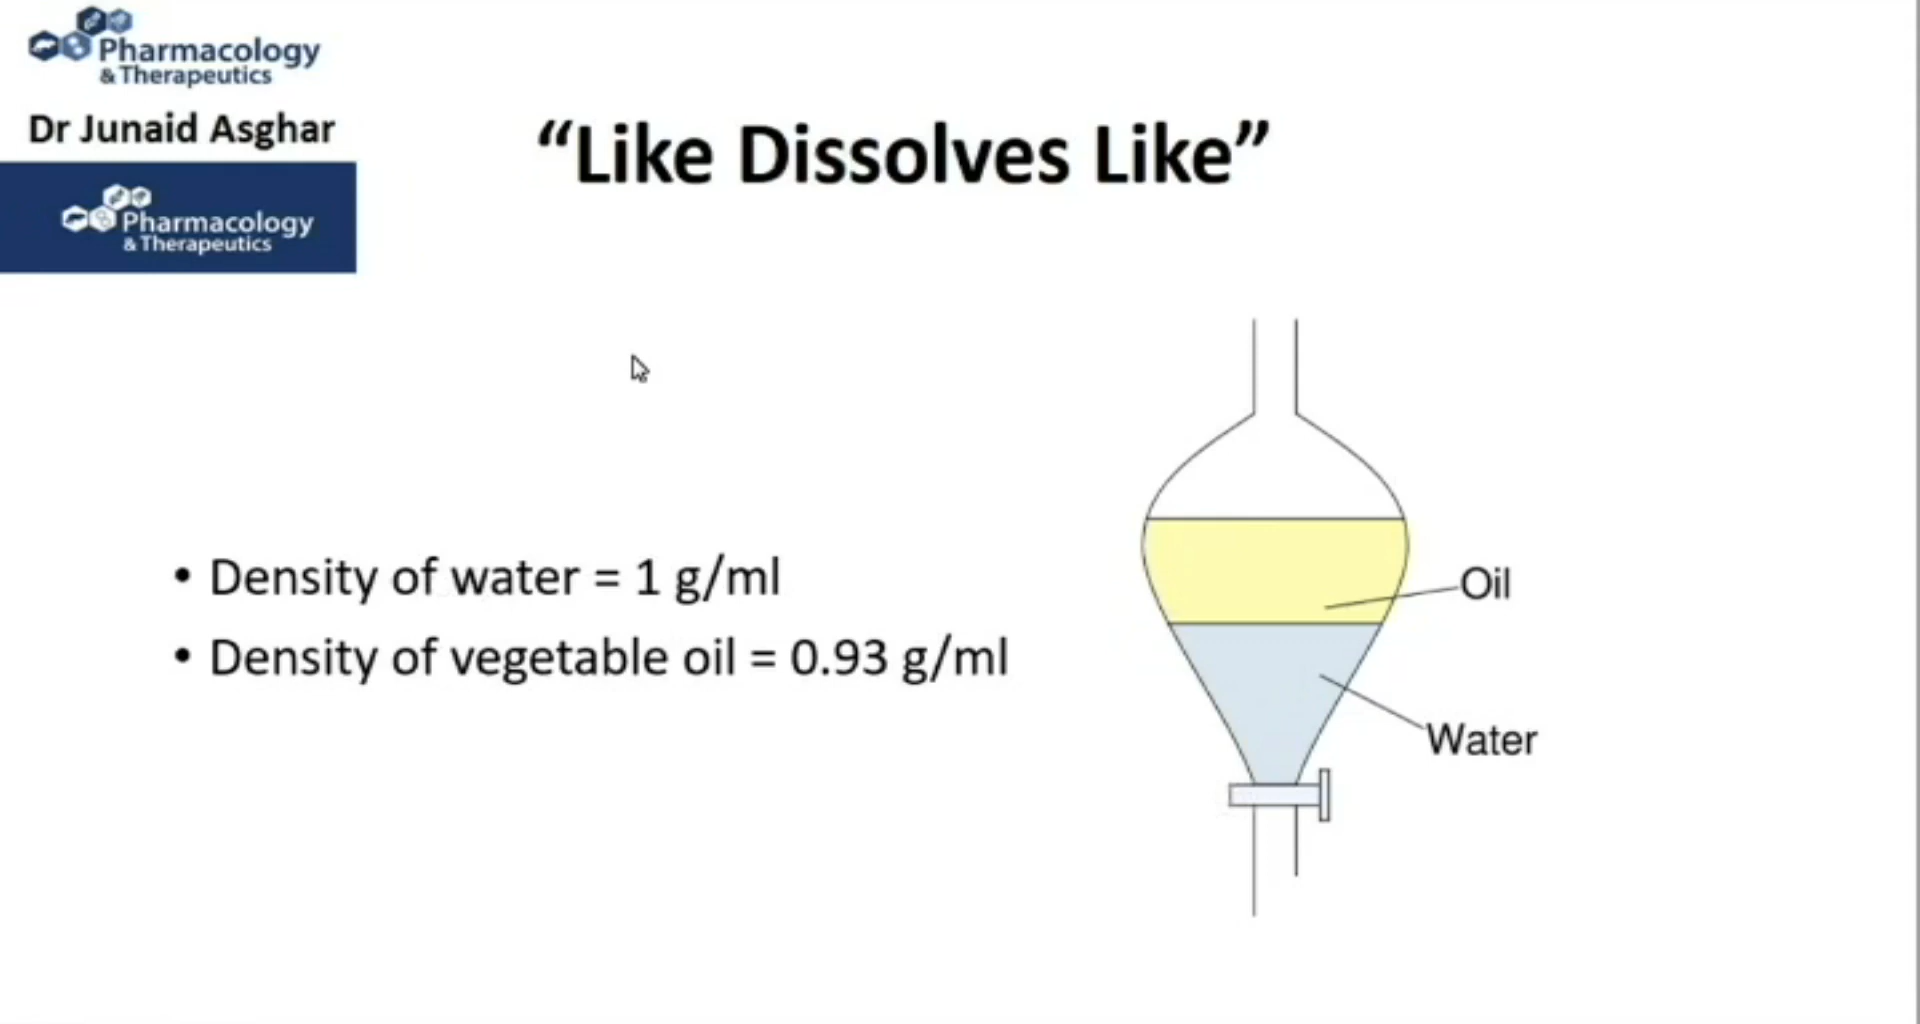 Pharmacology
& Therapeutics
Dr Junaid Asghar
Pharmacology
& Therapeutics
“Like Dissolves Like”
• Density of water = 1 g/ml
• Density of vegetable oil = 0.93 g/ml
Oil
Water